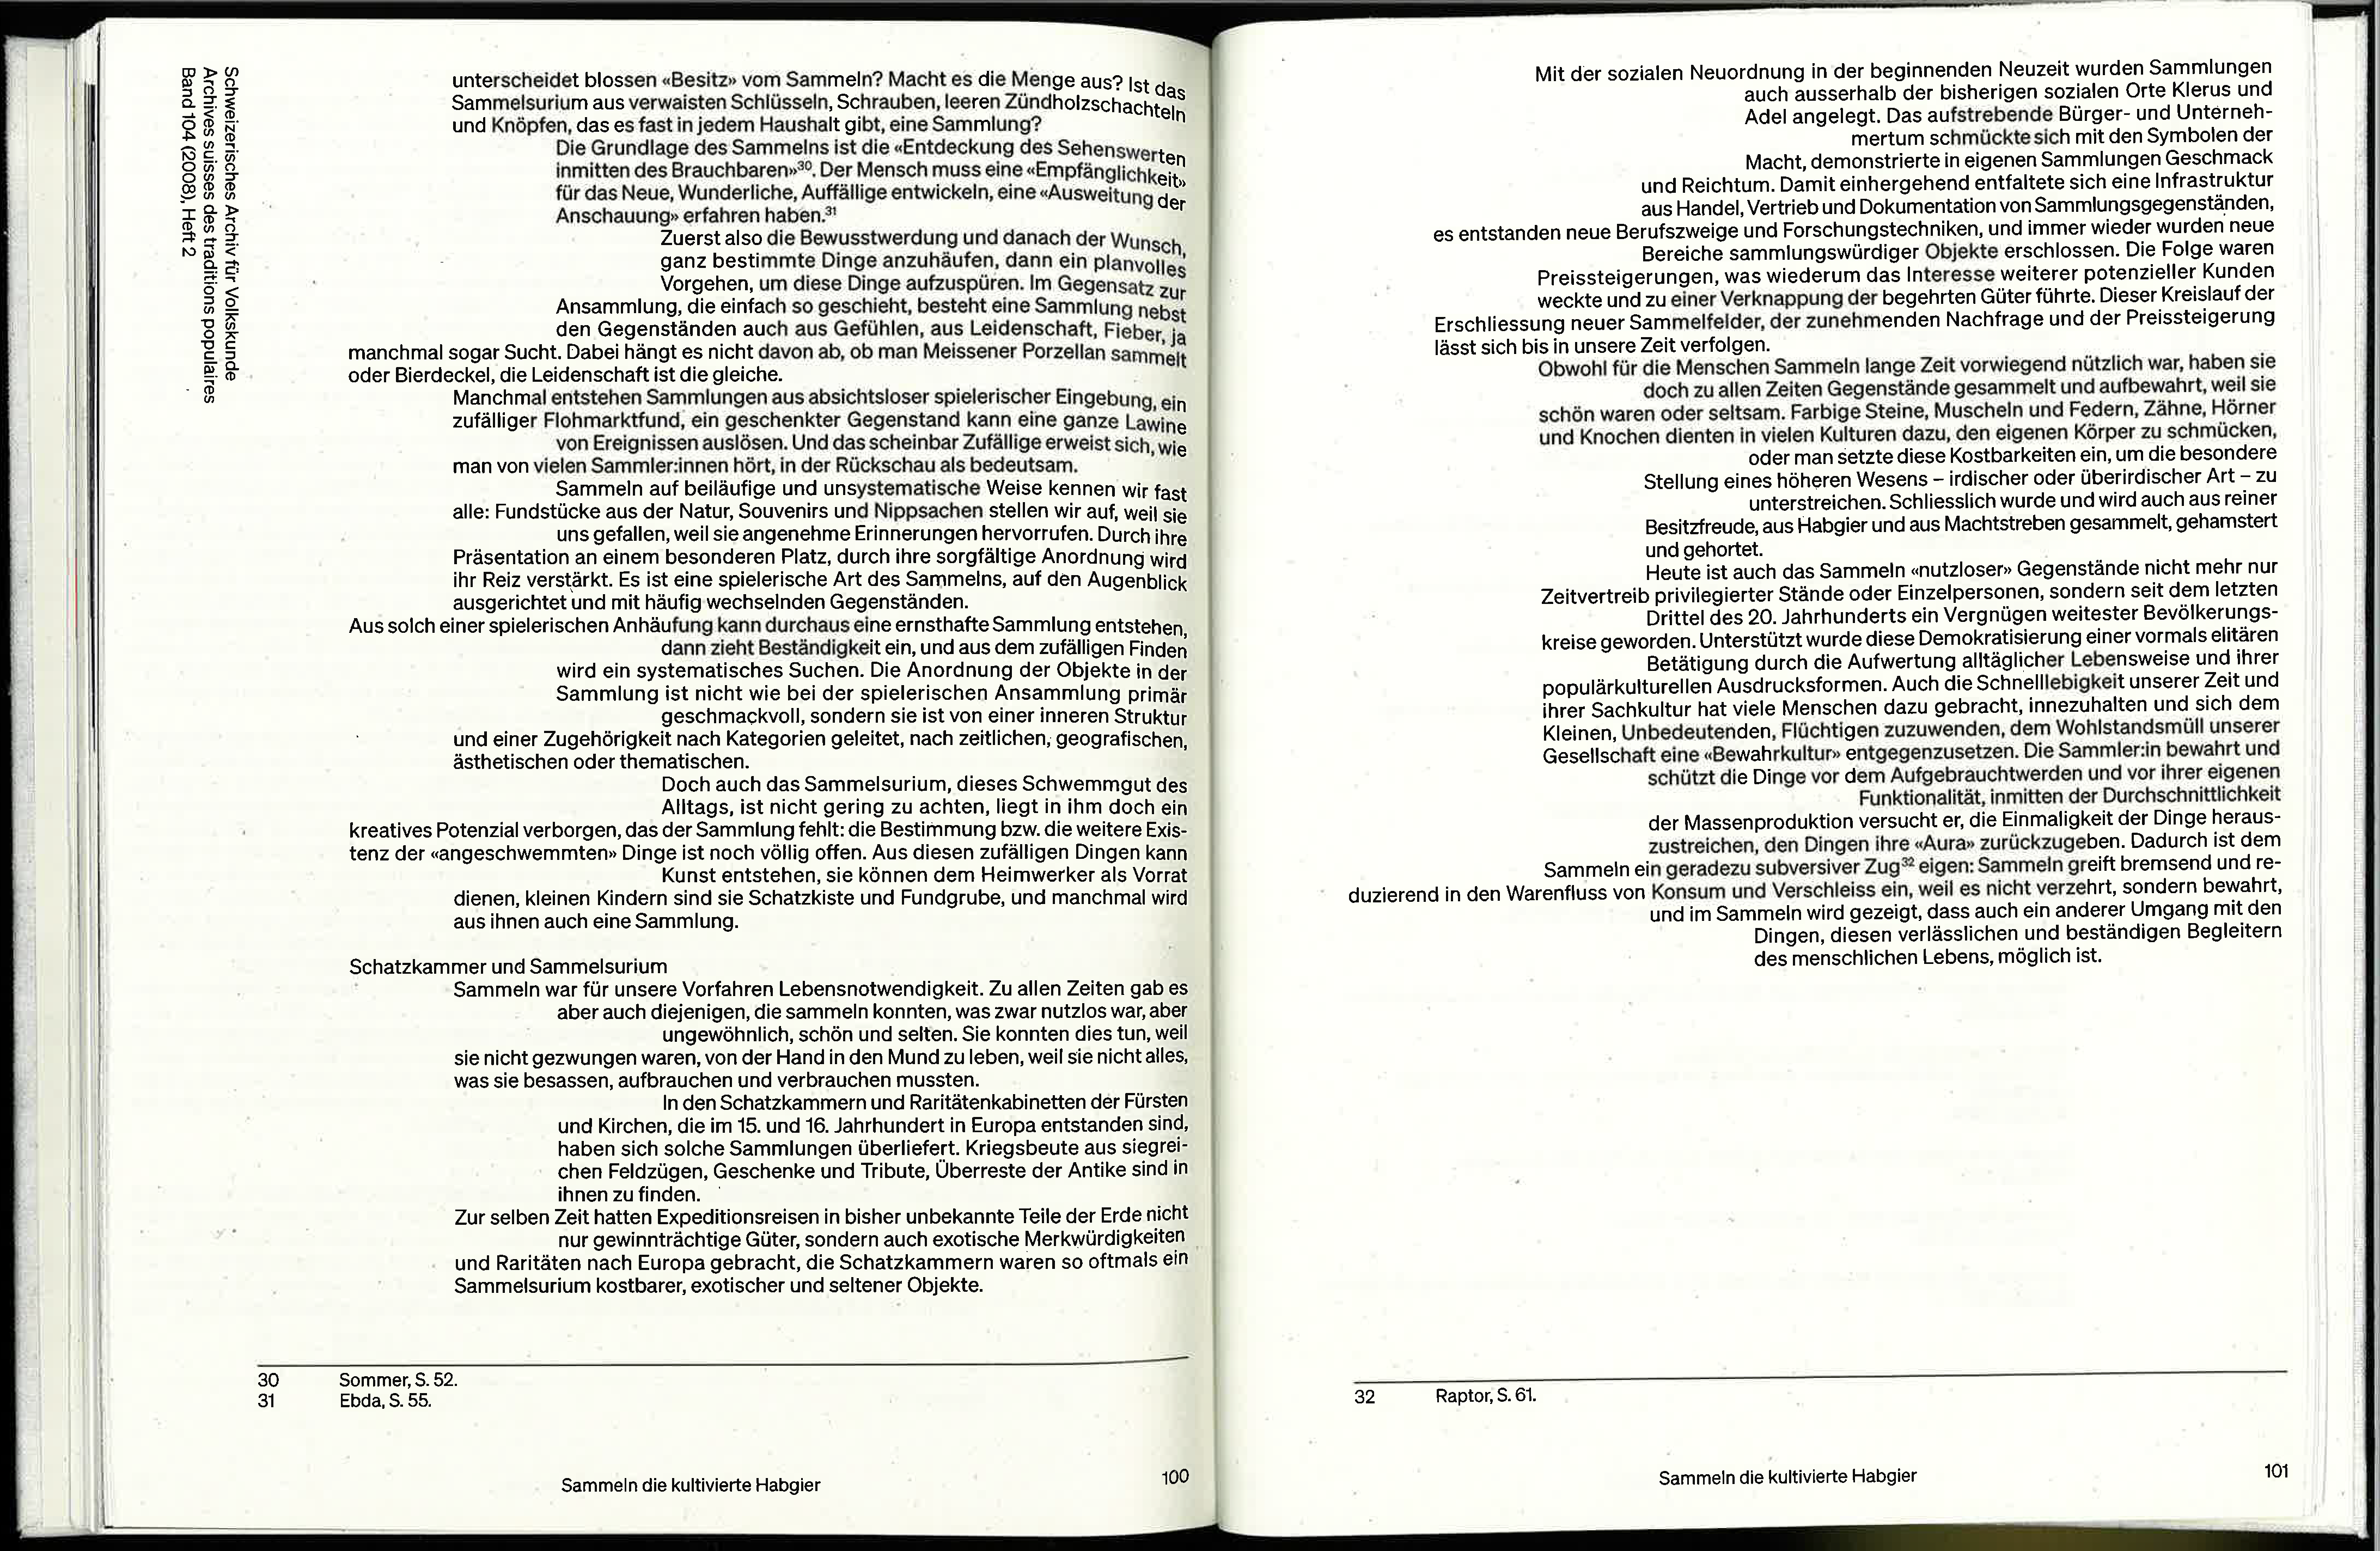 Schweizerisches Archiv für Volkskunde
Archives suisses des traditions populaires
Band 104 (2008), Heft 2
unterscheidet blossen «Besitz» vom Sammeln? Macht es die Menge aus? Ist das
Sammelsurium aus verwaisten Schlüsseln, Schrauben, leeren Zündholzschachteln
und Knöpfen, das es fast in jedem Haushalt gibt, eine Sammlung?
Die Grundlage des Sammelns ist die «Entdeckung des Sehenswerten
inmitten des Brauchbaren»³⁰. Der Mensch muss eine «Empfänglichkeit»
für das Neue, Wunderliche, Auffällige entwickeln, eine «Ausweitung der
Anschauung» erfahren haben.³¹
Zuerst also die Bewusstwerdung und danach der Wunsch,
ganz bestimmte Dinge anzuhäufen, dann ein planvolles
Vorgehen, um diese Dinge aufzuspüren. Im Gegensatz zur
Ansammlung, die einfach so geschieht, besteht eine Sammlung nebst
den Gegenständen auch aus Gefühlen, aus Leidenschaft, Fieber, ja
manchmal sogar Sucht. Dabei hängt es nicht davon ab, ob man Meissener Porzellan sammelt
oder Bierdeckel, die Leidenschaft ist die gleiche.
Manchmal entstehen Sammlungen aus absichtsloser spielerischer Eingebung, ein
zufälliger Flohmarktfund, ein geschenkter Gegenstand kann eine ganze Lawine
von Ereignissen auslösen. Und das scheinbar Zufällige erweist sich, wie
man von vielen Sammler:innen hört, in der Rückschau als bedeutsam.
Sammeln auf beiläufige und unsystematische Weise kennen wir fast
alle: Fundstücke aus der Natur, Souvenirs und Nippsachen stellen wir auf, weil sie
uns gefallen, weil sie angenehme Erinnerungen hervorrufen. Durch ihre
Präsentation an einem besonderen Platz, durch ihre sorgfältige Anordnung wird
ihr Reiz verstärkt. Es ist eine spielerische Art des Sammelns, auf den Augenblick
ausgerichtet und mit häufig wechselnden Gegenständen.
Aus solch einer spielerischen Anhäufung kann durchaus eine ernsthafte Sammlung entstehen,
dann zieht Beständigkeit ein, und aus dem zufälligen Finden
wird ein systematisches Suchen. Die Anordnung der Objekte in der
Sammlung ist nicht wie bei der spielerischen Ansammlung primär
geschmackvoll, sondern sie ist von einer inneren Struktur
und einer Zugehörigkeit nach Kategorien geleitet, nach zeitlichen, geografischen,
ästhetischen oder thematischen.
Doch auch das Sammelsurium, dieses Schwemmgut des
Alltags, ist nicht gering zu achten, liegt in ihm doch ein
kreatives Potenzial verborgen, das der Sammlung fehlt: die Bestimmung bzw. die weitere Exis-
tenz der «angeschwemmten» Dinge ist noch völlig offen. Aus diesen zufälligen Dingen kann
Kunst entstehen, sie können dem Heimwerker als Vorrat
dienen, kleinen Kindern sind sie Schatzkiste und Fundgrube, und manchmal wird
aus ihnen auch eine Sammlung.
Schatzkammer und Sammelsurium
Sammeln war für unsere Vorfahren Lebensnotwendigkeit. Zu allen Zeiten gab es
aber auch diejenigen, die sammeln konnten, was zwar nutzlos war, aber
ungewöhnlich, schön und selten. Sie konnten dies tun, weil
sie nicht gezwungen waren, von der Hand in den Mund zu leben, weil sie nicht alles,
was sie besassen, aufbrauchen und verbrauchen mussten.
In den Schatzkammern und Raritätenkabinetten der Fürsten
und Kirchen, die im 15. und 16. Jahrhundert in Europa entstanden sind,
haben sich solche Sammlungen überliefert. Kriegsbeute aus siegrei-
chen Feldzügen, Geschenke und Tribute, Überreste der Antike sind in
ihnen zu finden.
Zur selben Zeit hatten Expeditionsreisen in bisher unbekannte Teile der Erde nicht
nur gewinnträchtige Güter, sondern auch exotische Merkwürdigkeiten
und Raritäten nach Europa gebracht, die Schatzkammern waren so oftmals ein
Sammelsurium kostbarer, exotischer und seltener Objekte.
30 Sommer, S. 52.
31 Ebda, S. 55.
Sammeln die kultivierte Habgier 100
Mit der sozialen Neuordnung in der beginnenden Neuzeit wurden Sammlungen
auch ausserhalb der bisherigen sozialen Orte Klerus und
Adel angelegt. Das aufstrebende Bürger- und Unterneh-
mertum schmückte sich mit den Symbolen der
Macht, demonstrierte in eigenen Sammlungen Geschmack
und Reichtum. Damit einhergehend entfaltete sich eine Infrastruktur
aus Handel, Vertrieb und Dokumentation von Sammlungsgegenständen,
es entstanden neue Berufszweige und Forschungstechniken, und immer wieder wurden neue
Bereiche sammlungswürdiger Objekte erschlossen. Die Folge waren
Preissteigerungen, was wiederum das Interesse weiterer potenzieller Kunden
weckte und zu einer Verknappung der begehrten Güter führte. Dieser Kreislauf der
Erschliessung neuer Sammelfelder, der zunehmenden Nachfrage und der Preissteigerung
lässt sich bis in unsere Zeit verfolgen.
Obwohl für die Menschen Sammeln lange Zeit vorwiegend nützlich war, haben sie
doch zu allen Zeiten Gegenstände gesammelt und aufbewahrt, weil sie
schön waren oder seltsam. Farbige Steine, Muscheln und Federn, Zähne, Hörner
und Knochen dienten in vielen Kulturen dazu, den eigenen Körper zu schmücken,
oder man setzte diese Kostbarkeiten ein, um die besondere
Stellung eines höheren Wesens – irdischer oder überirdischer Art – zu
unterstreichen. Schliesslich wurde und wird auch aus reiner
Besitzfreude, aus Habgier und aus Machtstreben gesammelt, gehamstert
und gehortet.
Heute ist auch das Sammeln «nutzloser» Gegenstände nicht mehr nur
Zeitvertreib privilegierter Stände oder Einzelpersonen, sondern seit dem letzten
Drittel des 20. Jahrhunderts ein Vergnügen weitester Bevölkerungs-
kreise geworden. Unterstützt wurde diese Demokratisierung einer vormals elitären
Betätigung durch die Aufwertung alltäglicher Lebensweise und ihrer
populärkulturellen Ausdrucksformen. Auch die Schnelllebigkeit unserer Zeit und
ihrer Sachkultur hat viele Menschen dazu gebracht, innezuhalten und sich dem
Kleinen, Unbedeutenden, Flüchtigen zuzuwenden, dem Wohlstandsmüll unserer
Gesellschaft eine «Bewahrkultur» entgegenzusetzen. Die Sammler:in bewahrt und
schützt die Dinge vor dem Aufgebrauchtwerden und vor ihrer eigenen
Funktionalität, inmitten der Durchschnittlichkeit
der Massenproduktion versucht er, die Einmaligkeit der Dinge heraus-
zustreichen, den Dingen ihre «Aura» zurückzugeben. Dadurch ist dem
Sammeln ein geradezu subversiver Zug³² eigen: Sammeln greift bremsend und re-
duzierend in den Warenfluss von Konsum und Verschleiss ein, weil es nicht verzehrt, sondern bewahrt,
und im Sammeln wird gezeigt, dass auch ein anderer Umgang mit den
Dingen, diesen verlässlichen und beständigen Begleitern
des menschlichen Lebens, möglich ist.
32 Raptor, S. 61.
Sammeln die kultivierte Habgier 101